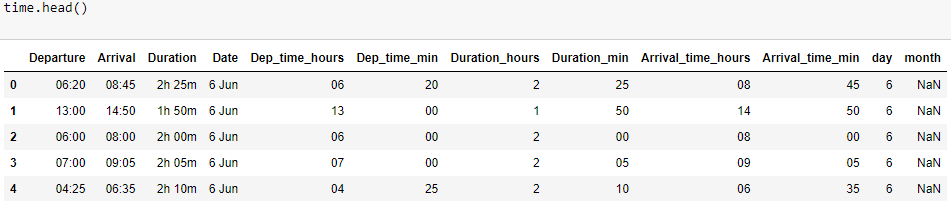 time.head()
Departure Arrival Duration Date Dep_time_hours Dep_time_min Duration_hours Duration_min Arrival_time_hours Arrival_time_min day month
0 06:20 08:45 2h 25m 6 Jun 06 20 2 25 08 45 6 NaN
1 13:00 14:50 1h 50m 6 Jun 13 00 1 50 14 50 6 NaN
2 06:00 08:00 2h 00m 6 Jun 06 00 2 00 08 00 6 NaN
3 07:00 09:05 2h 05m 6 Jun 07 00 2 05 09 05 6 NaN
4 04:25 06:35 2h 10m 6 Jun 04 25 2 10 06 35 6 NaN